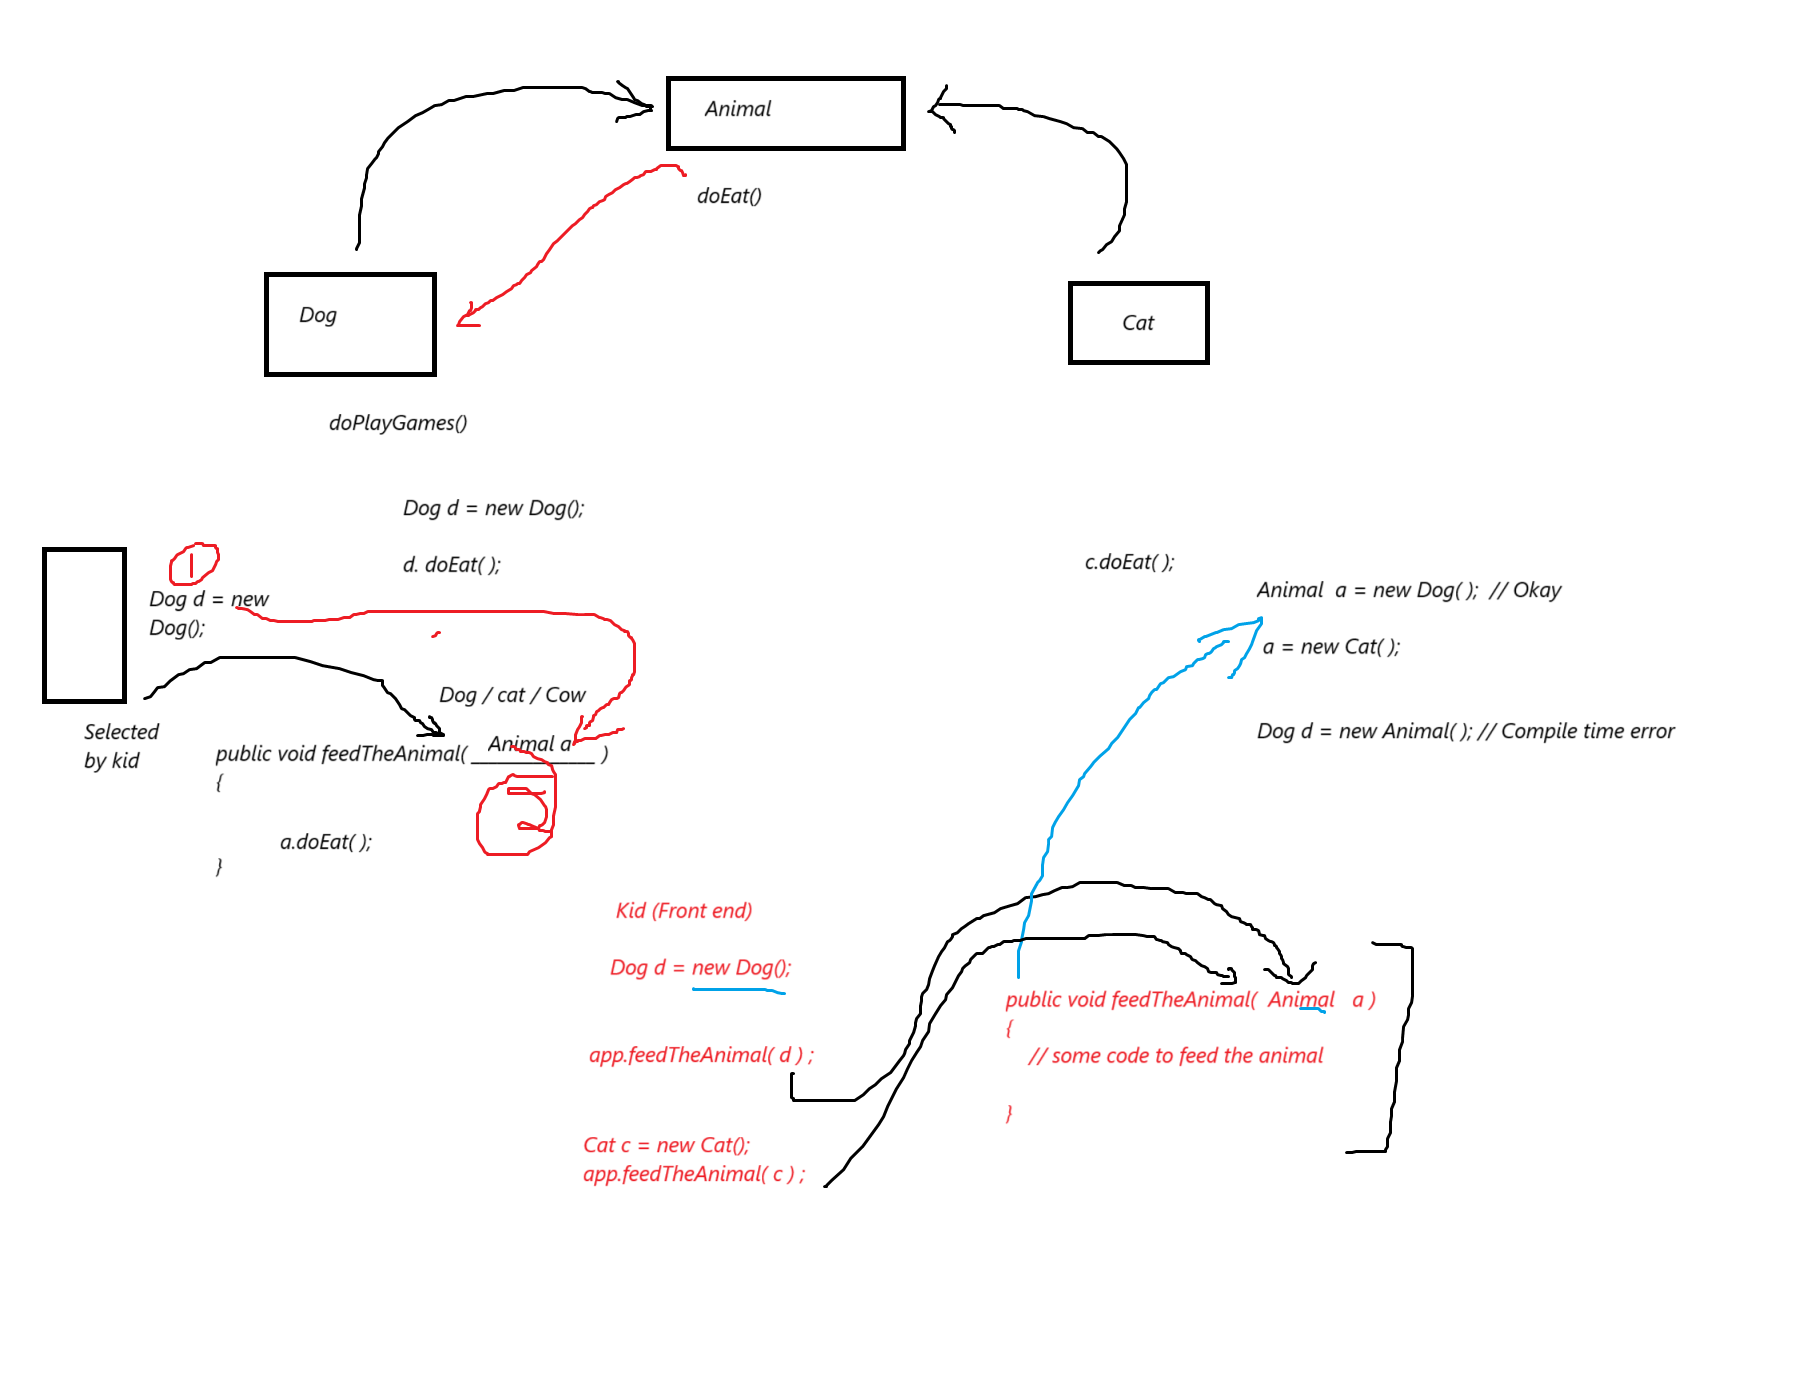 Animal
doEat()
Dog
Cat
doPlayGames()
Dog d = new Dog();
d. doEat( );
1
Dog d = new
Dog();
Dog / cat / Cow
Selected
by kid
public void feedTheAnimal( Animal a )
{
2
a.doEat( );
}
c.doEat( );
Animal  a = new Dog( );  // Okay
a = new Cat( );
Dog d = new Animal( ); // Compile time error
Kid (Front end)
Dog d = new Dog();
app.feedTheAnimal( d ) ;
Cat c = new Cat();
app.feedTheAnimal( c ) ;
public void feedTheAnimal(  Animal   a )
{
// some code to feed the animal
}